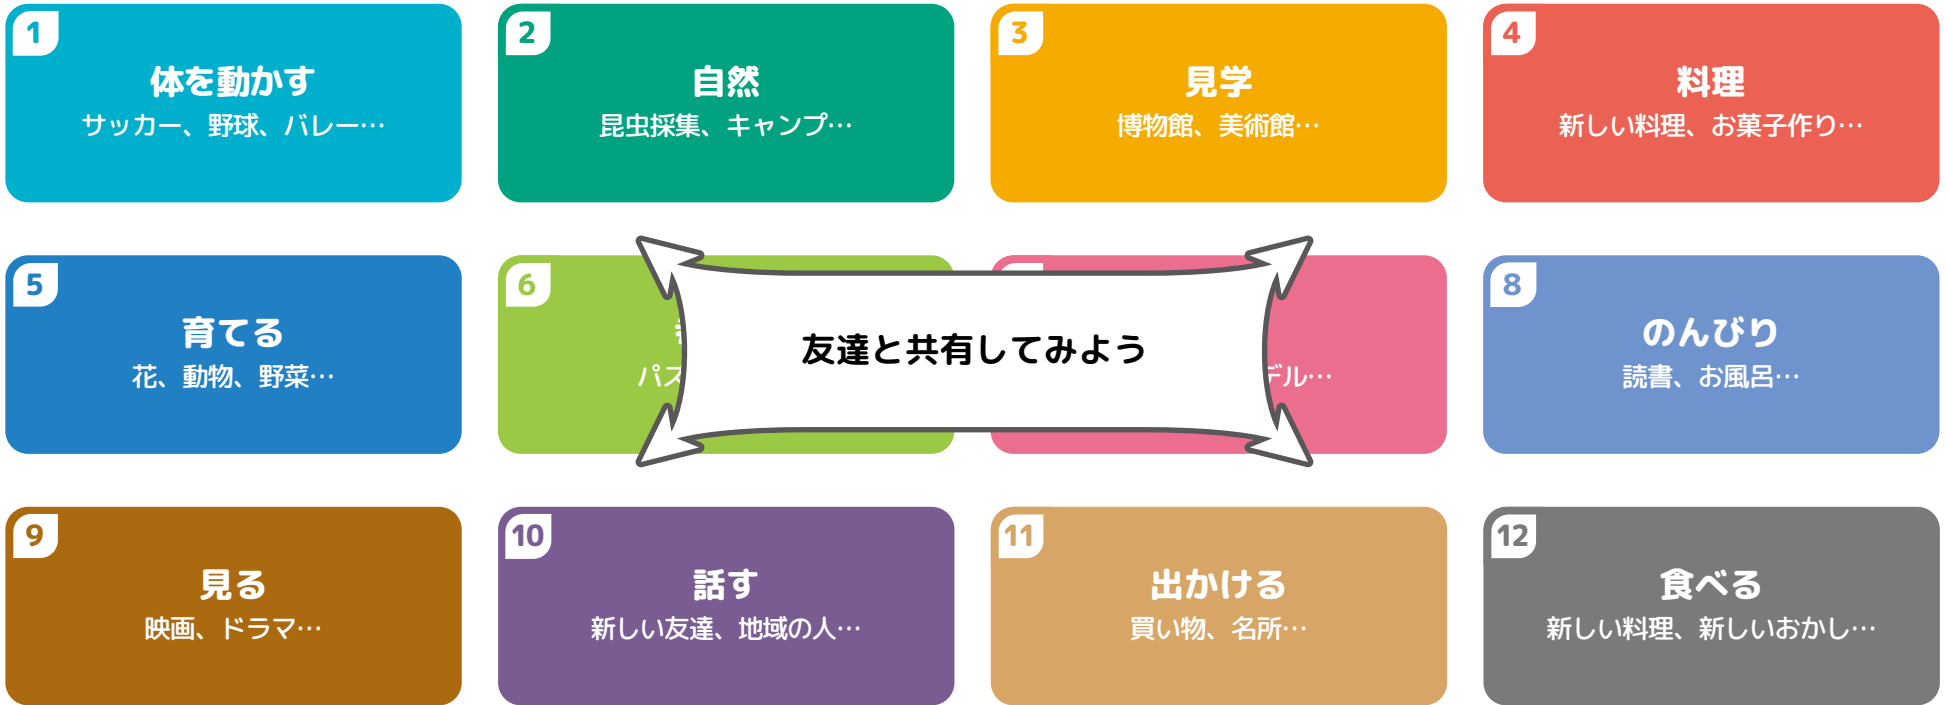 1
体を動かす
サッカー、野球、バレー…
2
自然
昆虫採集、キャンプ…
3
見学
博物館、美術館…
4
料理
新しい料理、お菓子作り…
5
育てる
花、動物、野菜…
6
パス
友達と共有してみよう
デル…
8
のんびり
読書、お風呂…
9
見る
映画、ドラマ…
10
話す
新しい友達、地域の人…
11
出かける
買い物、名所…
12
食べる
新しい料理、新しいおかし…